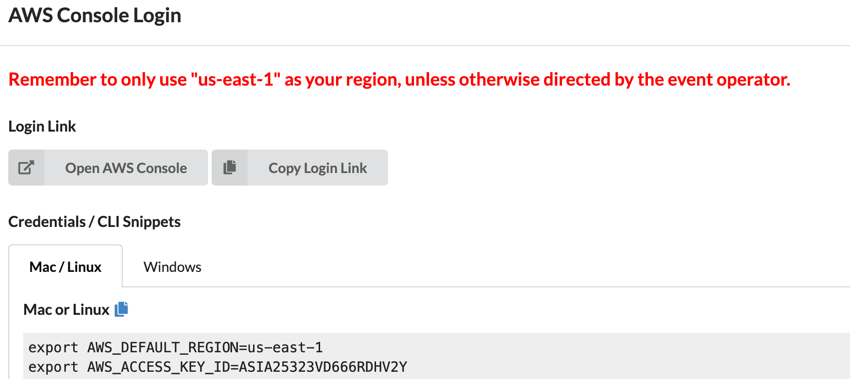 AWS Console Login
Remember to only use "us-east-1" as your region, unless otherwise directed by the event operator.
Login Link
Open AWS Console
Copy Login Link
Credentials / CLI Snippets
Mac / Linux
Windows
Mac or Linux
export AWS_DEFAULT_REGION=us-east-1
export AWS_ACCESS_KEY_ID=ASIA25323VD666RDHV2Y